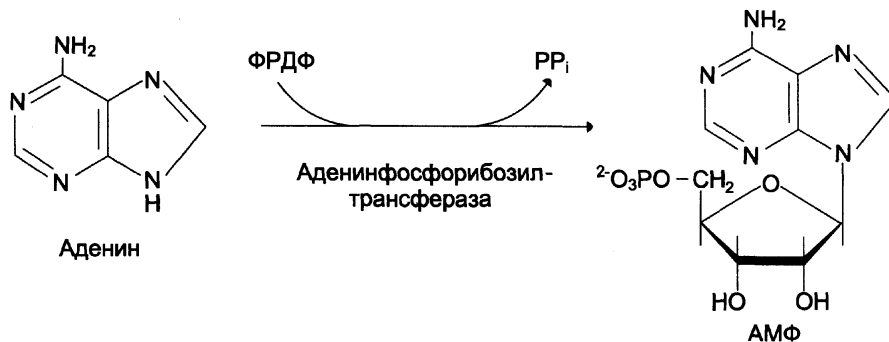 NH₂
N
N
N
N
H
Аденин
ФРДФ
PPᵢ
Аденинфосфорибозил-
трансфераза
NH₂
N
N
N
N
²⁻O₃PO–CH₂
O
HO
OH
АМФ